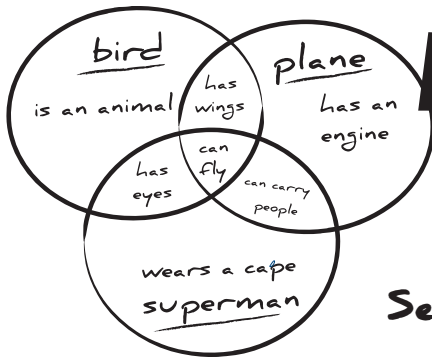 bird
plane
has
wings
is an animal
has an
engine
can
fly
has
eyes
can carry
people
wears a cape
superman
Se